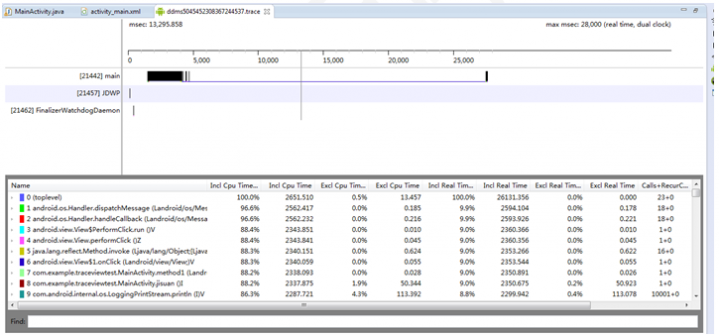 MainActivity.java activity_main.xml ddms5045452308367244537.trace
msec: 13,295.858 max msec: 28,000 (real time, dual clock)
0 5,000 10,000 15,000 20,000 25,000
[21442] main
[21457] JDWP
[21462] FinalizerWatchdogDaemon
Name Incl Cpu Time... Incl Cpu Time Excl Cpu Tim... Excl Cpu Time Incl Real Tim... Incl Real Time Excl Real Tim... Excl Real Time Calls+RecurC...
0 (toplevel) 100.0% 2651.510 0.5% 13.457 100.0% 26131.356 0.0% 0.000 23+0
1 android.os.Handler.dispatchMessage (Landroid/os/Mes 96.6% 2562.417 0.0% 0.185 9.9% 2594.104 0.0% 0.178 18+0
2 android.os.Handler.handleCallback (Landroid/os/Messa 96.6% 2562.232 0.0% 0.216 9.9% 2593.926 0.0% 0.221 18+0
3 android.view.View$PerformClick.run ()V 88.4% 2343.851 0.0% 0.010 9.0% 2360.366 0.0% 0.010 1+0
4 android.view.View.performClick ()Z 88.4% 2343.841 0.0% 0.045 9.0% 2360.356 0.0% 0.045 1+0
5 java.lang.reflect.Method.invoke (Ljava/lang/Object;[Ljava 88.3% 2340.151 0.0% 0.624 9.0% 2353.266 0.0% 0.622 16+0
6 android.view.View$1.onClick (Landroid/view/View;)V 88.3% 2340.059 0.0% 0.055 9.0% 2353.544 0.0% 0.055 1+0
7 com.example.traceviewtest.MainActivity.method1 (Landr 88.2% 2338.093 0.0% 0.028 9.0% 2350.891 0.0% 0.026 1+0
8 com.example.traceviewtest.MainActivity.jisuan ()I 88.2% 2337.875 1.9% 50.344 9.0% 2350.675 0.2% 50.923 1+0
9 com.android.internal.os.LoggingPrintStream.println (I)V 86.3% 2287.721 4.3% 113.392 8.8% 2299.942 0.4% 113.078 10001+0
Find: